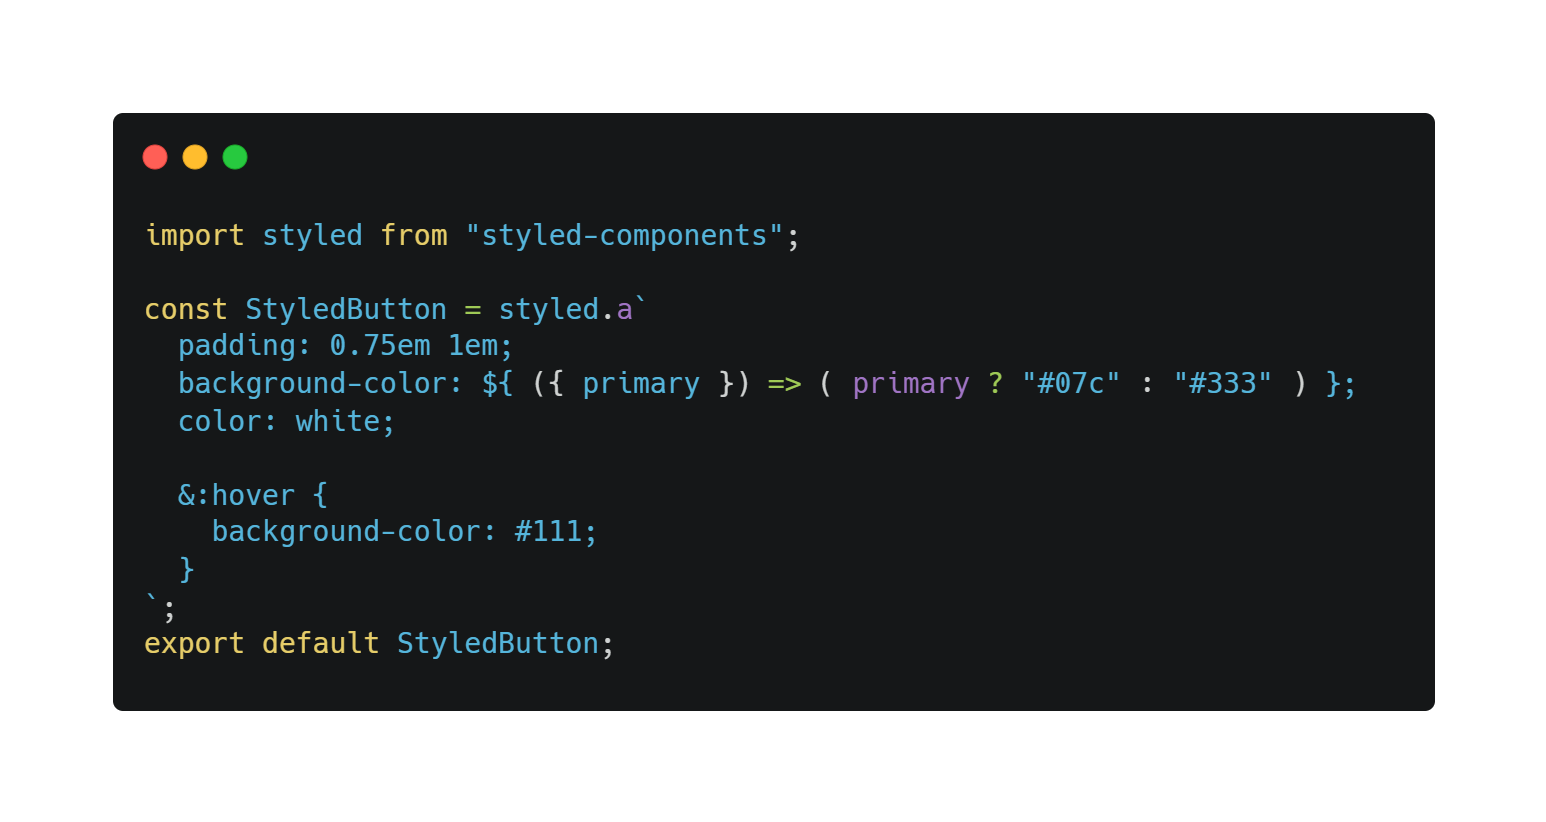 import styled from "styled-components";

const StyledButton = styled.a`
  padding: 0.75em 1em;
  background-color: ${ ({ primary }) => ( primary ? "#07c" : "#333" ) };
  color: white;

  &:hover {
    background-color: #111;
  }
`;
export default StyledButton;